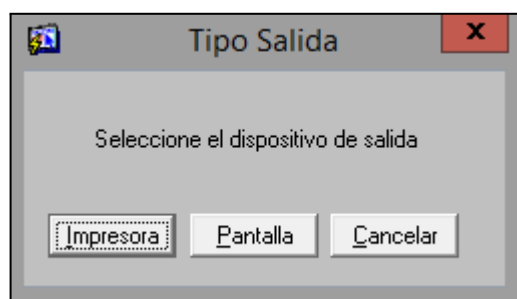 Tipo Salida
x
Seleccione el dispositivo de salida
Impresora Pantalla Cancelar